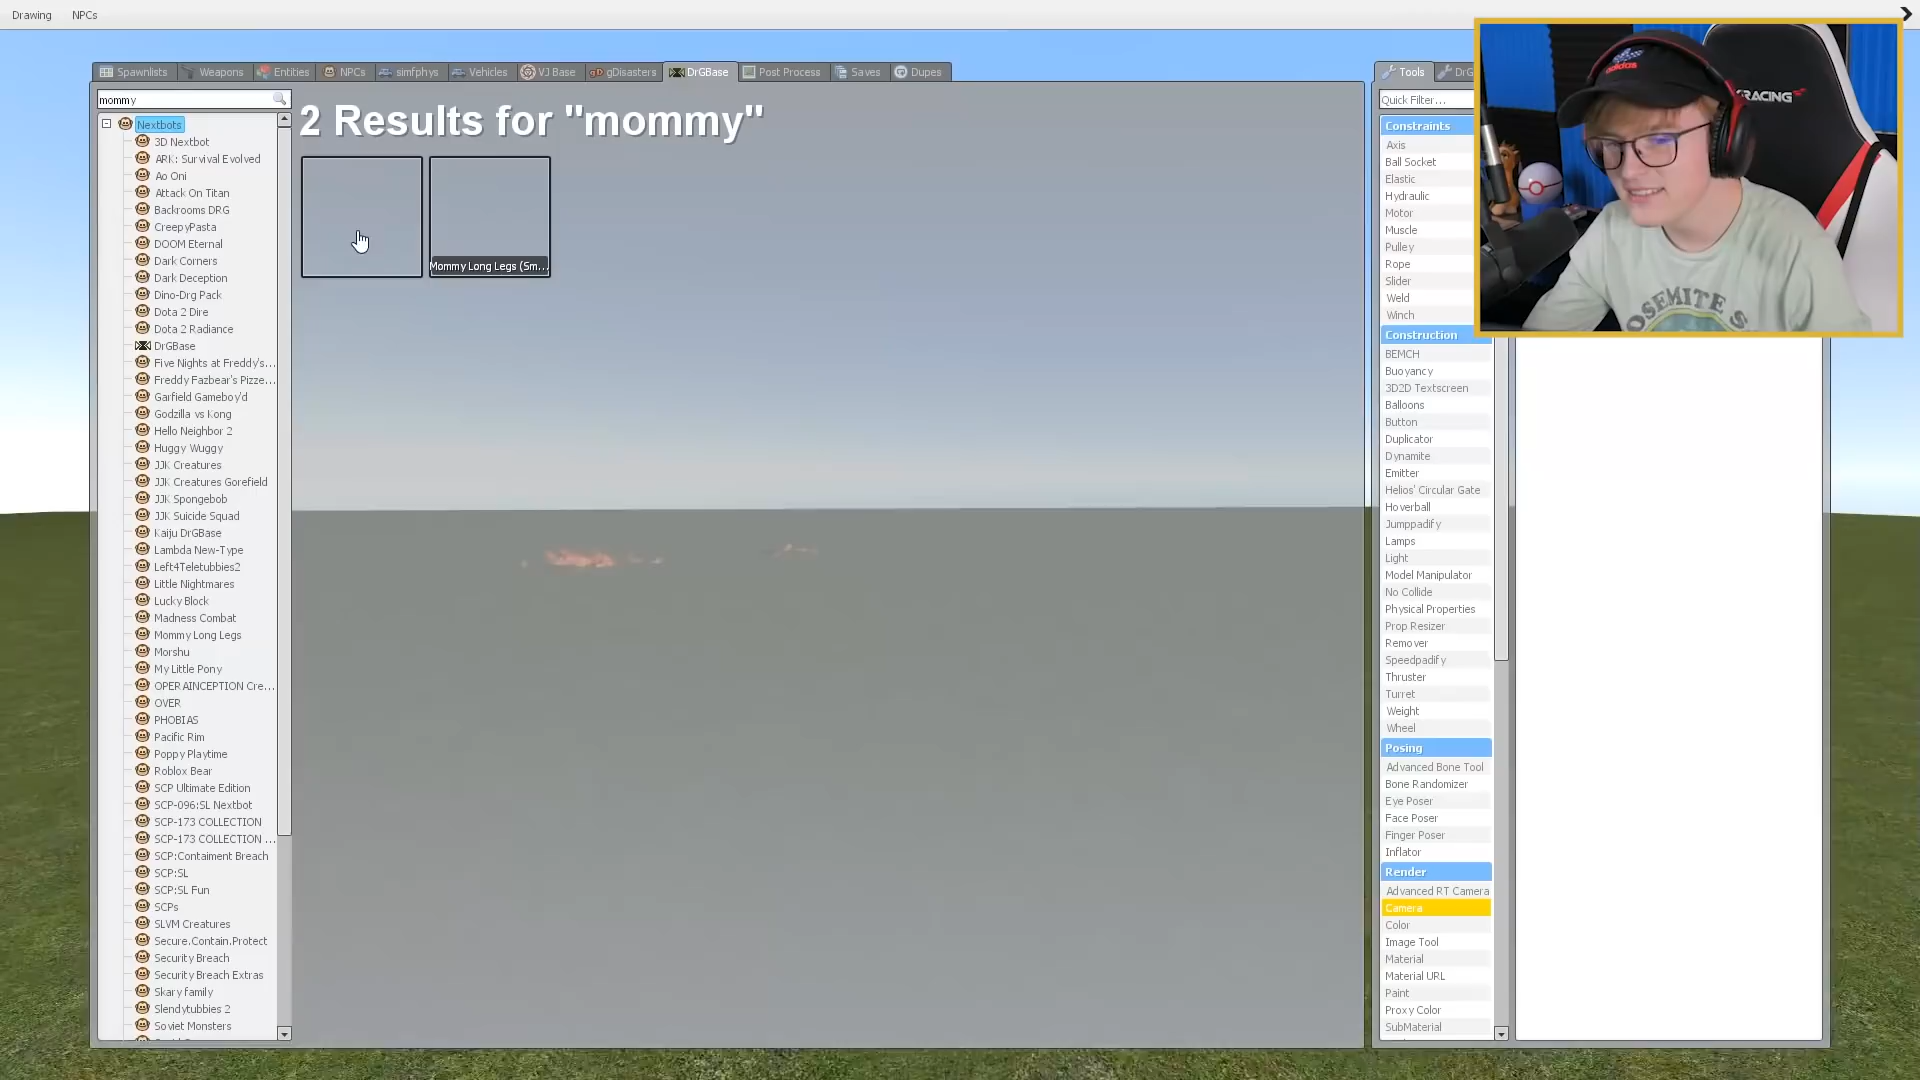 Drawing
NPCs
Spawnlists
Weapons
Entities
NPCs
simfphys
Vehicles
VJ Base
gDisasters
DrGBase
Post Process
Saves
Dupes
mommy
Nextbots
3D Nextbot
ARK: Survival Evolved
Ao Oni
Attack On Titan
Backrooms DRG
CreepyPasta
DOOM Eternal
Dark Corners
Dark Deception
Dino-Drg Pack
Dota 2 Dire
Dota 2 Radiance
DrGBase
Five Nights at Freddy's...
Freddy Fazbear's Pizze...
Garfield Gameboy'd
Godzilla vs Kong
Hello Neighbor 2
Huggy Wuggy
JJK Creatures
JJK Creatures Gorefield
JJK Spongebob
JJK Suicide Squad
Kaiju DrGBase
Lambda New-Type
Left4Teletubbies2
Little Nightmares
Lucky Block
Madness Combat
Mommy Long Legs
Morshu
My Little Pony
OPERAINCEPTION Cre...
OVER
PHOBIAS
Pacific Rim
Poppy Playtime
Roblox Bear
SCP Ultimate Edition
SCP-096:SL Nextbot
SCP-173 COLLECTION
SCP-173 COLLECTION ...
SCP:Contaiment Breach
SCP:SL
SCP:SL Fun
SCPs
SLVM Creatures
Secure.Contain.Protect
Security Breach
Security Breach Extras
Skary family
Slendytubbies 2
Soviet Monsters
2 Results for "mommy"
Mommy Long Legs (Sm...
Tools
DrG
Quick Filter...
Constraints
Axis
Ball Socket
Elastic
Hydraulic
Motor
Muscle
Pulley
Rope
Slider
Weld
Winch
Construction
BEMCH
Buoyancy
3D2D Textscreen
Balloons
Button
Duplicator
Dynamite
Emitter
Helios' Circular Gate
Hoverball
Jumppadify
Lamps
Light
Model Manipulator
No Collide
Physical Properties
Prop Resizer
Remover
Speedpadify
Thruster
Turret
Weight
Wheel
Posing
Advanced Bone Tool
Bone Randomizer
Eye Poser
Face Poser
Finger Poser
Inflator
Render
Advanced RT Camera
Camera
Color
Image Tool
Material
Material URL
Paint
Proxy Color
SubMaterial
adidas
RACING
OSEMITE S